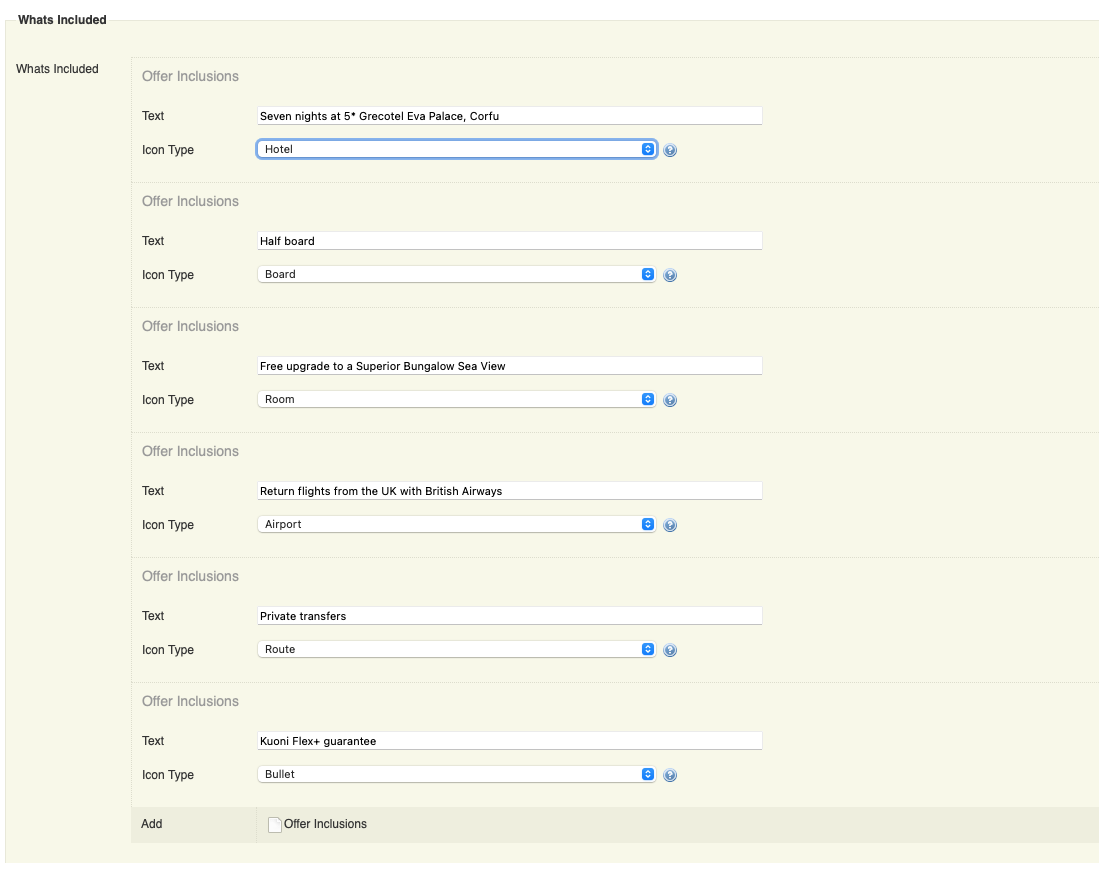 Whats Included
Whats Included
Offer Inclusions
Text Seven nights at 5* Grecotel Eva Palace, Corfu
Icon Type Hotel ?
Offer Inclusions
Text Half board
Icon Type Board ?
Offer Inclusions
Text Free upgrade to a Superior Bungalow Sea View
Icon Type Room ?
Offer Inclusions
Text Return flights from the UK with British Airways
Icon Type Airport ?
Offer Inclusions
Text Private transfers
Icon Type Route ?
Offer Inclusions
Text Kuoni Flex+ guarantee
Icon Type Bullet ?
Add Offer Inclusions